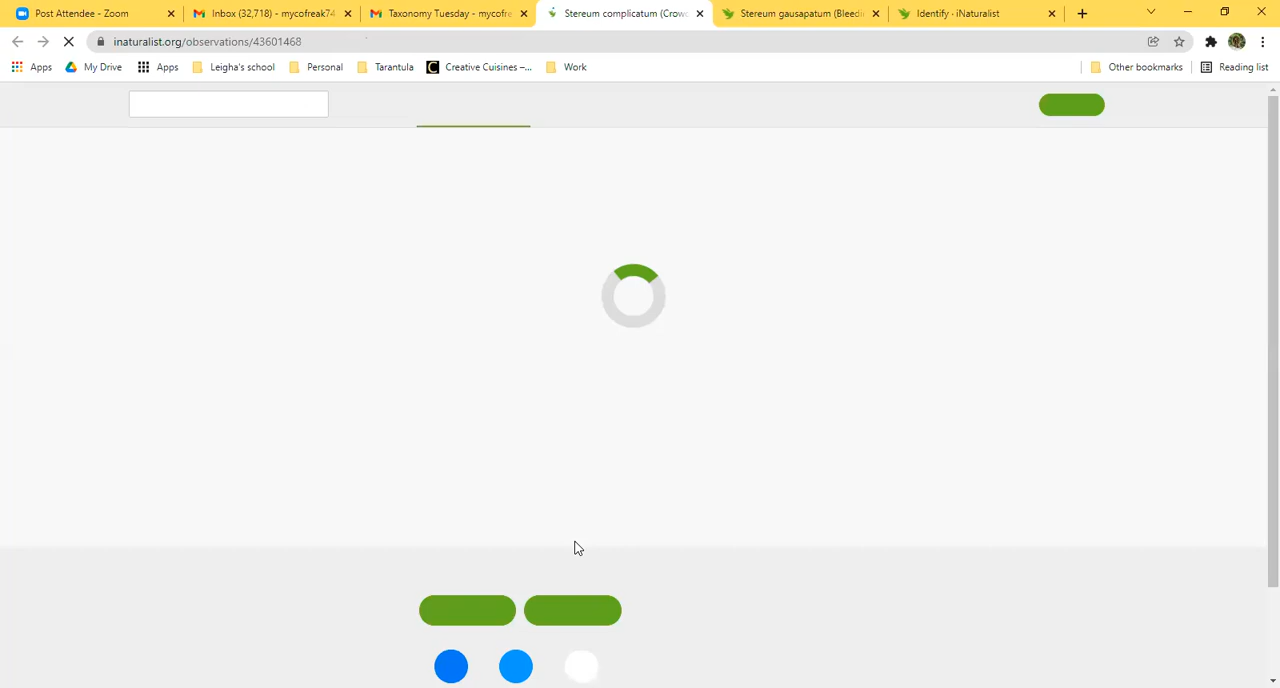 Post Attendee - Zoom
Inbox (32,718) - mycofreak74
Taxonomy Tuesday - mycofre
Stereum complicatum (Crow
Stereum gausapatum (Bleedi
Identify · iNaturalist
inaturalist.org/observations/43601468
Apps
My Drive
Apps
Leigha's school
Personal
Tarantula
Creative Cuisines –...
Work
Other bookmarks
Reading list